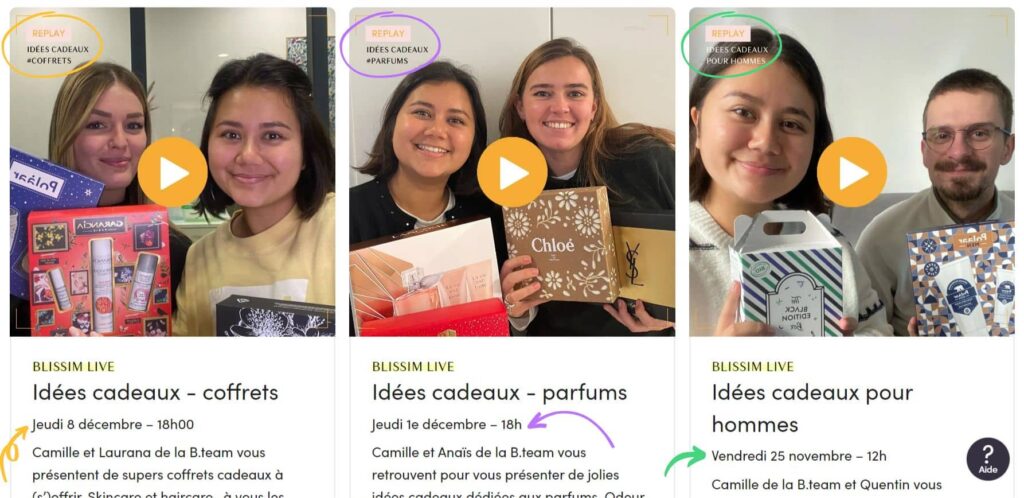 REPLAY
IDÉES CADEAUX
#COFFRETS
Polåar
GARANCIA
BLISSIM LIVE
Idées cadeaux - coffrets
Jeudi 8 décembre – 18h00
Camille et Laurana de la B.team vous
présentent de supers coffrets cadeaux à
(s')offrir. Skincare et haircare, à vous les
REPLAY
IDÉES CADEAUX
#PARFUMS
Chloé
YSL
BLISSIM LIVE
Idées cadeaux - parfums
Jeudi 1e décembre – 18h
Camille et Anaïs de la B.team vous
retrouvent pour vous présenter de jolies
idées cadeaux dédiées aux parfums. Odeur
REPLAY
IDÉES CADEAUX
POUR HOMMES
Polåar
THE
BLACK
EDITION
Box
BLISSIM LIVE
Idées cadeaux pour
hommes
Vendredi 25 novembre – 12h
Camille de la B.team et Quentin vous
?
Aide